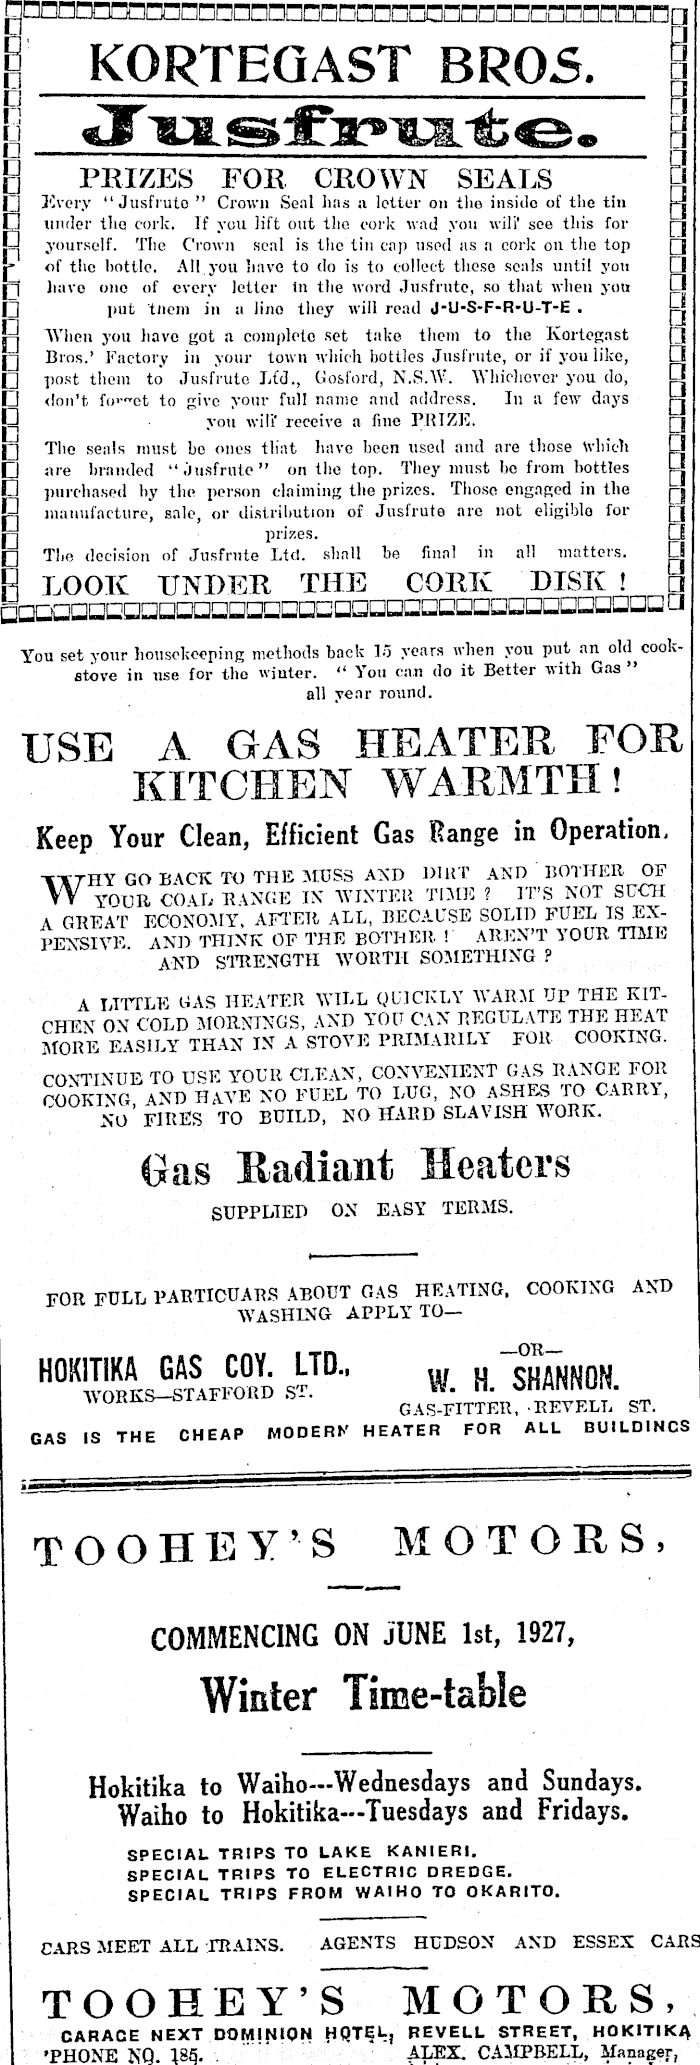 KORTEGAST BROS.
Jusfrute.
PRIZES FOR CROWN SEALS
Every "Jusfrute" Crown Seal has a letter on the inside of the tin
under the cork. If you lift out the cork wad you will see this for
yourself. The Crown seal is the tin cap used as a cork on the top
of the bottle. All you have to do is to collect these seals until you
have one of every letter in the word Jusfrute, so that when you
put them in a line they will read J-U-S-F-R-U-T-E.
When you have got a complete set take them to the Kortegast
Bros.' Factory in your town which bottles Jusfrute, or if you like,
post them to Jusfrute Ltd., Gosford, N.S.W. Whichever you do,
don't forget to give your full name and address. In a few days
you will receive a fine PRIZE.
The seals must be ones that have been used and are those which
are branded "Jusfrute" on the top. They must be from bottles
purchased by the person claiming the prizes. Those engaged in the
manufacture, sale, or distribution of Jusfrute are not eligible for
prizes.
The decision of Jusfrute Ltd. shall be final in all matters.
LOOK UNDER THE CORK DISK!
You set your housekeeping methods back 15 years when you put an old cook-
stove in use for the winter. "You can do it Better with Gas"
all year round.
USE A GAS HEATER FOR
KITCHEN WARMTH!
Keep Your Clean, Efficient Gas Range in Operation.
WHY GO BACK TO THE MUSS AND DIRT AND BOTHER OF
YOUR COAL RANGE IN WINTER TIME? IT'S NOT SUCH
A GREAT ECONOMY, AFTER ALL, BECAUSE SOLID FUEL IS EX-
PENSIVE. AND THINK OF THE BOTHER! AREN'T YOUR TIME
AND STRENGTH WORTH SOMETHING?
A LITTLE GAS HEATER WILL QUICKLY WARM UP THE KIT-
CHEN ON COLD MORNINGS, AND YOU CAN REGULATE THE HEAT
MORE EASILY THAN IN A STOVE PRIMARILY FOR COOKING.
CONTINUE TO USE YOUR CLEAN, CONVENIENT GAS RANGE FOR
COOKING, AND HAVE NO FUEL TO LUG, NO ASHES TO CARRY,
NO FIRES TO BUILD, NO HARD SLAVISH WORK.
Gas Radiant Heaters
SUPPLIED ON EASY TERMS.
FOR FULL PARTICUARS ABOUT GAS HEATING, COOKING AND
WASHING APPLY TO—
HOKITIKA GAS COY. LTD.,
WORKS—STAFFORD ST.
—OR—
W. H. SHANNON.
GAS-FITTER, REVELL ST.
GAS IS THE CHEAP MODERN HEATER FOR ALL BUILDINGS
TOOHEY'S MOTORS,
COMMENCING ON JUNE 1st, 1927,
Winter Time-table
Hokitika to Waiho---Wednesdays and Sundays.
Waiho to Hokitika---Tuesdays and Fridays.
SPECIAL TRIPS TO LAKE KANIERI.
SPECIAL TRIPS TO ELECTRIC DREDGE.
SPECIAL TRIPS FROM WAIHO TO OKARITO.
CARS MEET ALL TRAINS. AGENTS HUDSON AND ESSEX CARS
TOOHEY'S MOTORS,
GARAGE NEXT DOMINION HOTEL, REVELL STREET, HOKITIKA
'PHONE NO. 185. ALEX. CAMPBELL, Manager,